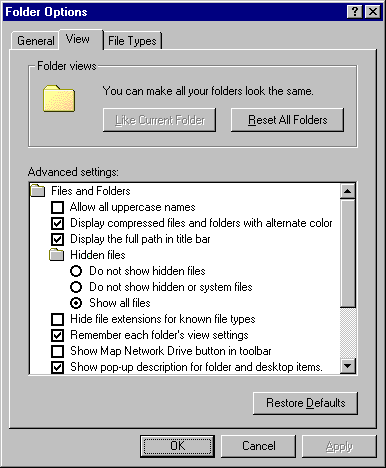 Folder Options
General View File Types
Folder views
You can make all your folders look the same.
Like Current Folder Reset All Folders
Advanced settings:
Files and Folders
Allow all uppercase names
Display compressed files and folders with alternate color
Display the full path in title bar
Hidden files
Do not show hidden files
Do not show hidden or system files
Show all files
Hide file extensions for known file types
Remember each folder's view settings
Show Map Network Drive button in toolbar
Show pop-up description for folder and desktop items.
Restore Defaults
OK Cancel Apply